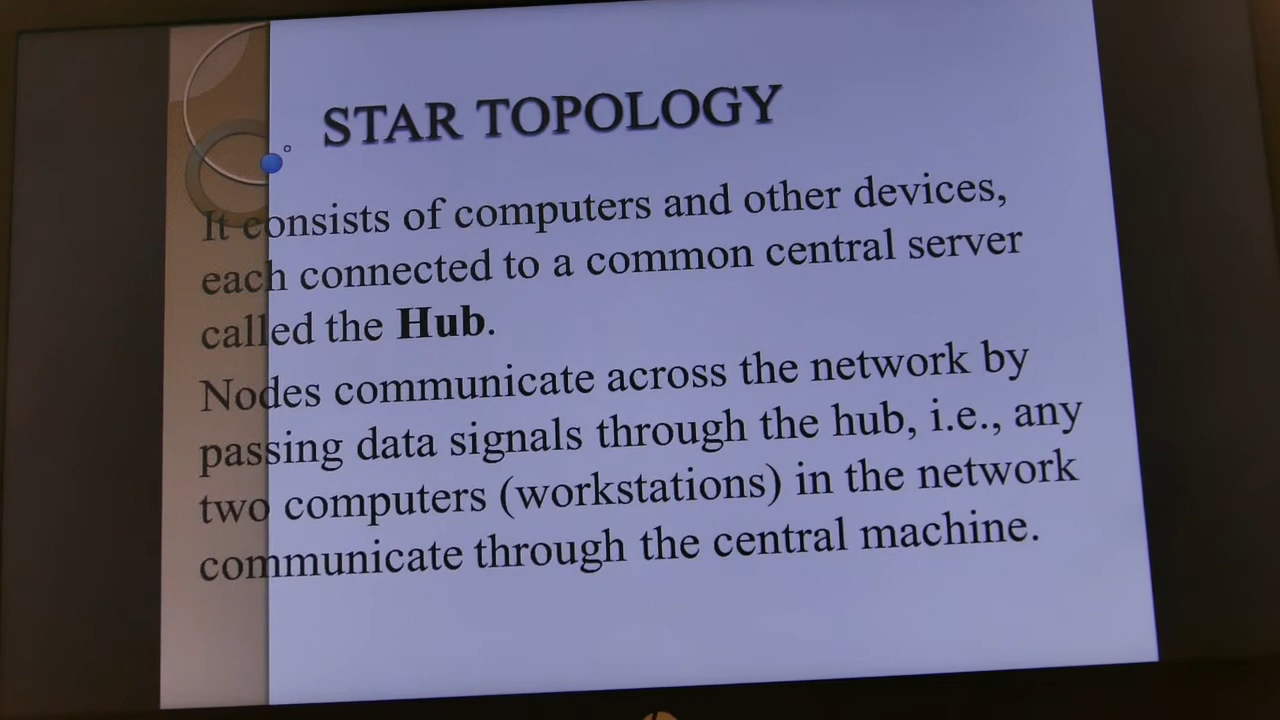 STAR TOPOLOGY
It consists of computers and other devices,
each connected to a common central server
called the Hub.
Nodes communicate across the network by
passing data signals through the hub, i.e., any
two computers (workstations) in the network
communicate through the central machine.